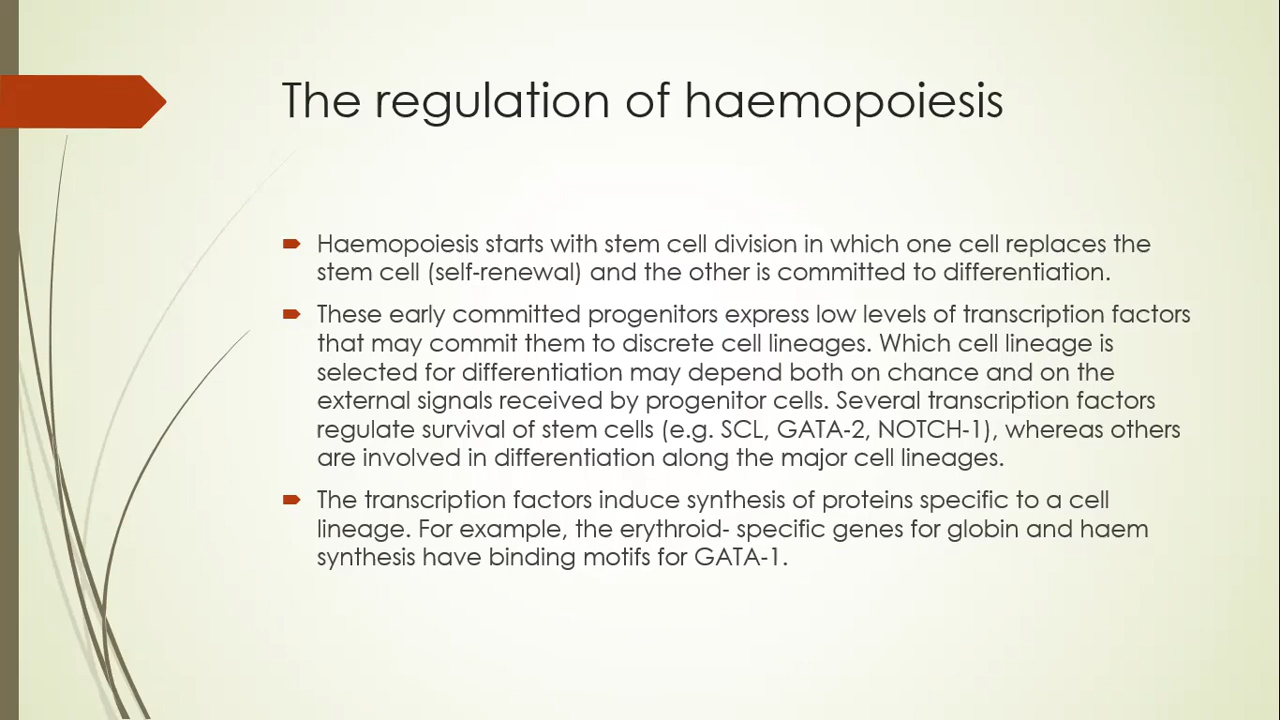 The regulation of haemopoiesis
Haemopoiesis starts with stem cell division in which one cell replaces the
stem cell (self-renewal) and the other is committed to differentiation.
These early committed progenitors express low levels of transcription factors
that may commit them to discrete cell lineages. Which cell lineage is
selected for differentiation may depend both on chance and on the
external signals received by progenitor cells. Several transcription factors
regulate survival of stem cells (e.g. SCL, GATA-2, NOTCH-1), whereas others
are involved in differentiation along the major cell lineages.
The transcription factors induce synthesis of proteins specific to a cell
lineage. For example, the erythroid- specific genes for globin and haem
synthesis have binding motifs for GATA-1.